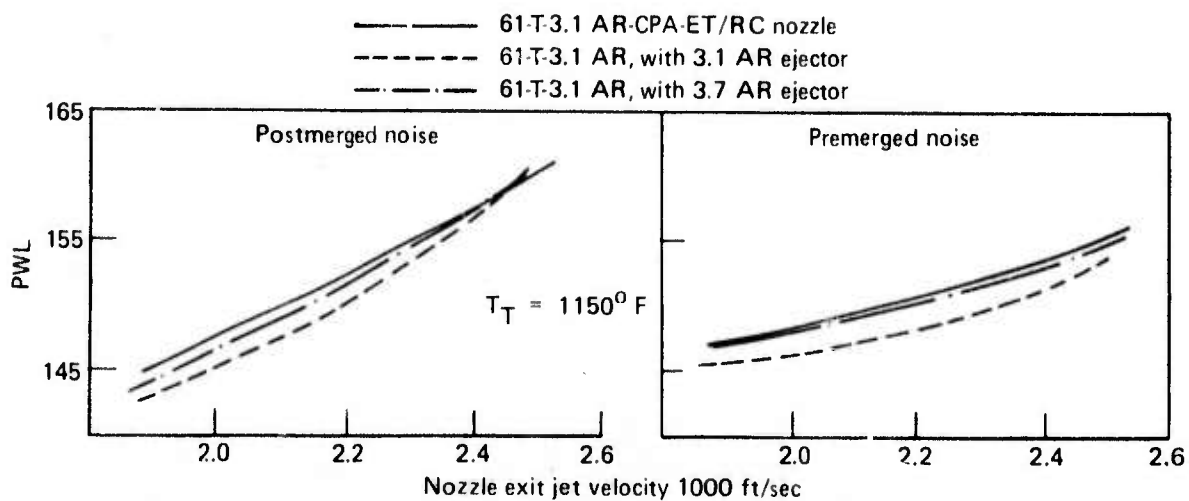 61-T-3.1 AR-CPA-ET/RC nozzle
61-T-3.1 AR, with 3.1 AR ejector
61-T-3.1 AR, with 3.7 AR ejector
165
155
145
PWL
Postmerged noise
Premerged noise
T_T = 1150° F
2.0 2.2 2.4 2.6
2.0 2.2 2.4 2.6
Nozzle exit jet velocity 1000 ft/sec